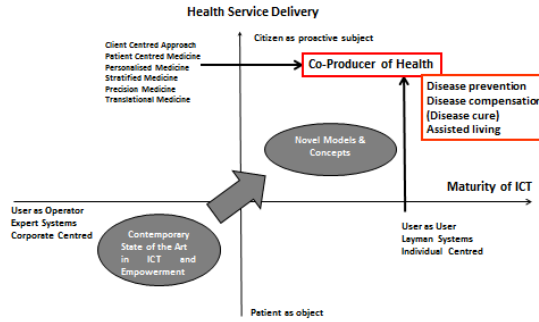 Health Service Delivery
Client Centred Approach
Patient Centred Medicine
Personalised Medicine
Stratified Medicine
Precision Medicine
Translational Medicine
Citizen as proactive subject
Co-Producer of Health
Disease prevention
Disease compensation
(Disease cure)
Assisted living
Novel Models &
Concepts
Maturity of ICT
User as Operator
Expert Systems
Corporate Centred
Contemporary
State of the Art
in ICT and
Empowerment
User as User
Layman Systems
Individual Centred
Patient as object